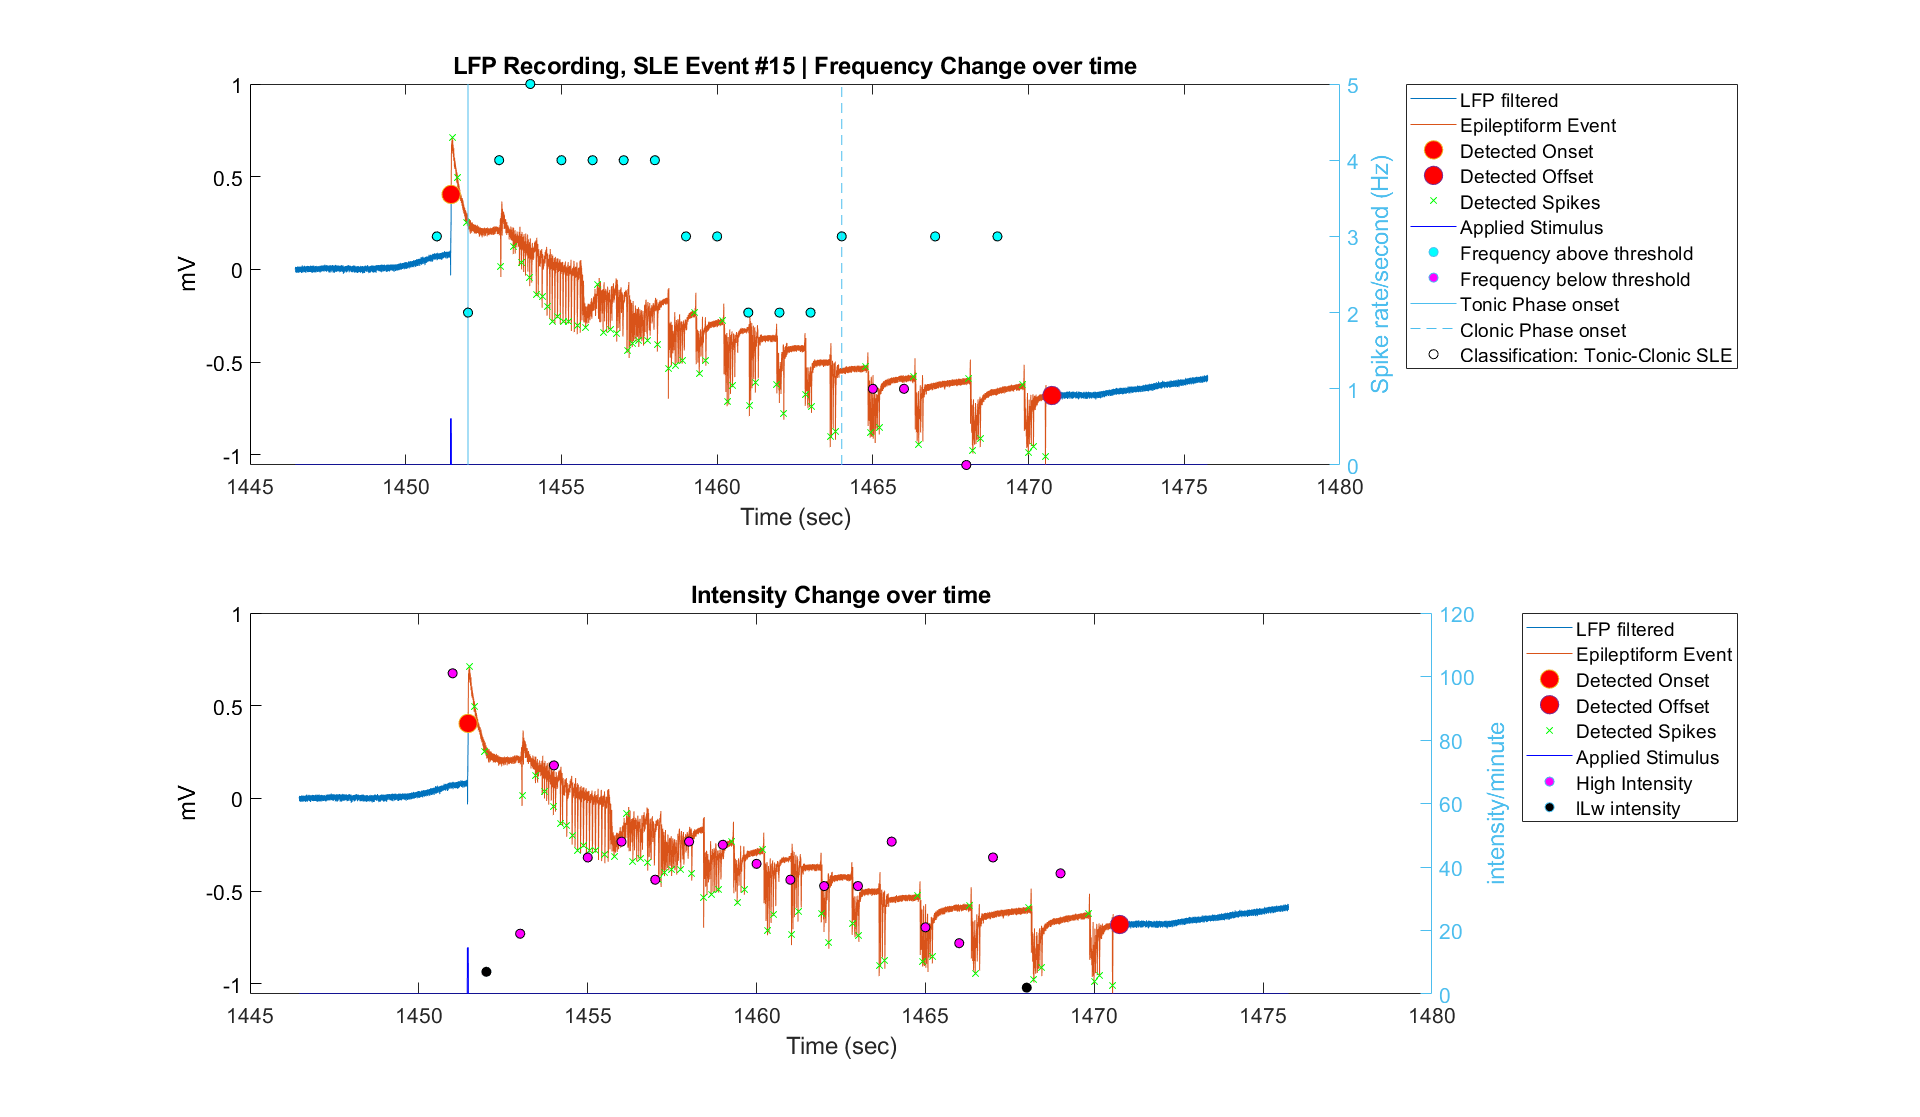 LFP Recording, SLE Event #15 | Frequency Change over time
1
0.5
0
-0.5
-1
mV
5
4
3
2
1
0
Spike rate/second (Hz)
1445 1450 1455 1460 1465 1470 1475 1480
Time (sec)
LFP filtered
Epileptiform Event
Detected Onset
Detected Offset
Detected Spikes
Applied Stimulus
Frequency above threshold
Frequency below threshold
Tonic Phase onset
Clonic Phase onset
Classification: Tonic-Clonic SLE
Intensity Change over time
1
0.5
0
-0.5
-1
mV
120
100
80
60
40
20
0
intensity/minute
1445 1450 1455 1460 1465 1470 1475 1480
Time (sec)
LFP filtered
Epileptiform Event
Detected Onset
Detected Offset
Detected Spikes
Applied Stimulus
High Intensity
lLw intensity